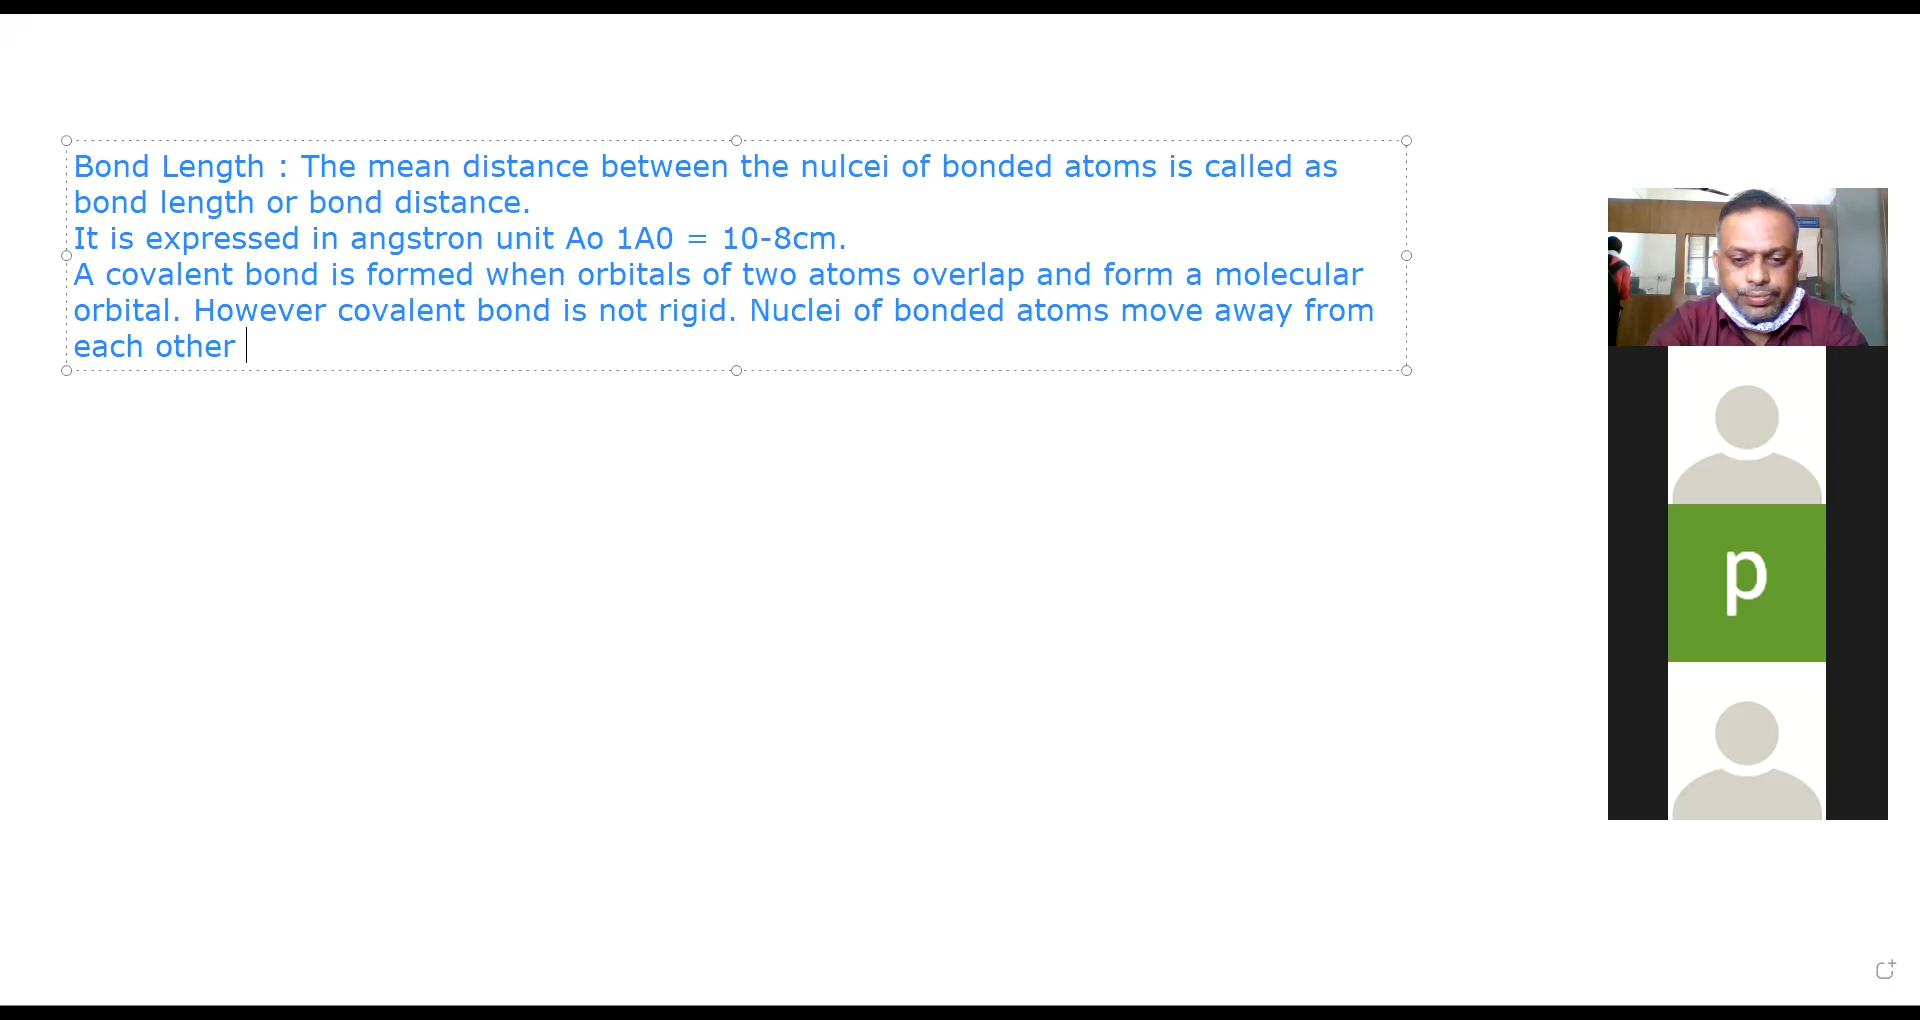 Bond Length : The mean distance between the nulcei of bonded atoms is called as
bond length or bond distance.
It is expressed in angstron unit Ao 1A0 = 10-8cm.
A covalent bond is formed when orbitals of two atoms overlap and form a molecular
orbital. However covalent bond is not rigid. Nuclei of bonded atoms move away from
each other
p